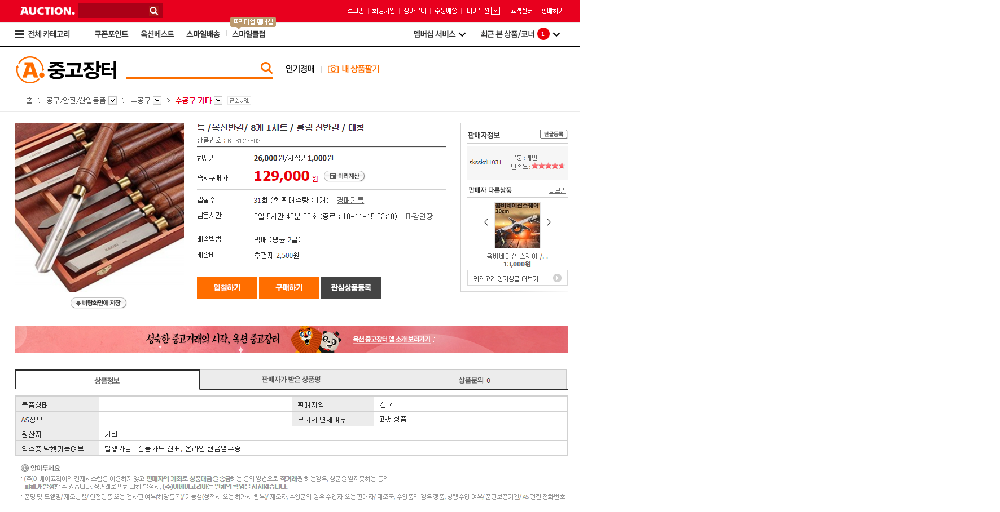 AUCTION.
로그인 회원가입 장바구니 주문배송 마이옥션 고객센터 판매하기
프리미엄 멤버십
전체 카테고리 쿠폰포인트 옥션베스트 스마일배송 스마일클럽 멤버십 서비스 최근 본 상품/코너 1
A. 중고장터 인기경매 내 상품팔기
홈 > 공구/안전/산업용품 > 수공구 > 수공구 기타 단축URL
특 /목선반칼/ 8개 1세트 / 롤링 선반칼 / 대형
상품번호 : B03127802
현재가 26,000원/시작가1,000원
즉시구매가 129,000 원 미리계산
입찰수 31회 (총 판매수량 : 1개) 경매기록
남은시간 3일 5시간 42분 36초 (종료 : 18-11-15 22:10) 마감연장
배송방법 택배 (평균 2일)
배송비 후결제 2,500원
입찰하기 구매하기 관심상품등록
바탕화면에 저장
판매자정보 단골등록
sksskdi1031
구분 : 개인
만족도 :
판매자 다른상품 더보기
콤비네이션스퀘어
30cm
콤비네이션 스퀘어 /. .
13,000원
카테고리 인기상품 더보기
성숙한 중고거래의 시작, 옥션 중고장터 옥션 중고장터 앱 소개 보러가기 >
상품정보 판매자가 받은 상품평 상품문의 0
물품상태 판매지역 전국
AS정보 부가세 면세여부 과세상품
원산지 기타
영수증 발행가능여부 발행가능 - 신용카드 전표, 온라인 현금영수증
알아두세요
(주)이베이코리아의 결제시스템을 이용하지 않고 판매자의 계좌로 상품대금을 송금하는 등의 방법으로 직거래를 하는경우, 상품을 받지못하는 등의
피해가 발생할 수 있습니다. 직거래로 인한 피해 발생시, (주)이베이코리아는 일체의 책임을 지지않습니다.
품명 및 모델명/ 제조년월/ 안전인증 또는 검사필 여부(해당품목)/ 기능성(성적서 또는허가서 첨부)/ 제조자, 수입품의 경우 수입자 또는 판매자/ 제조국, 수입품의 경우 정품, 병행수입 여부/ 품질보증기간/ AS 관련 전화번호